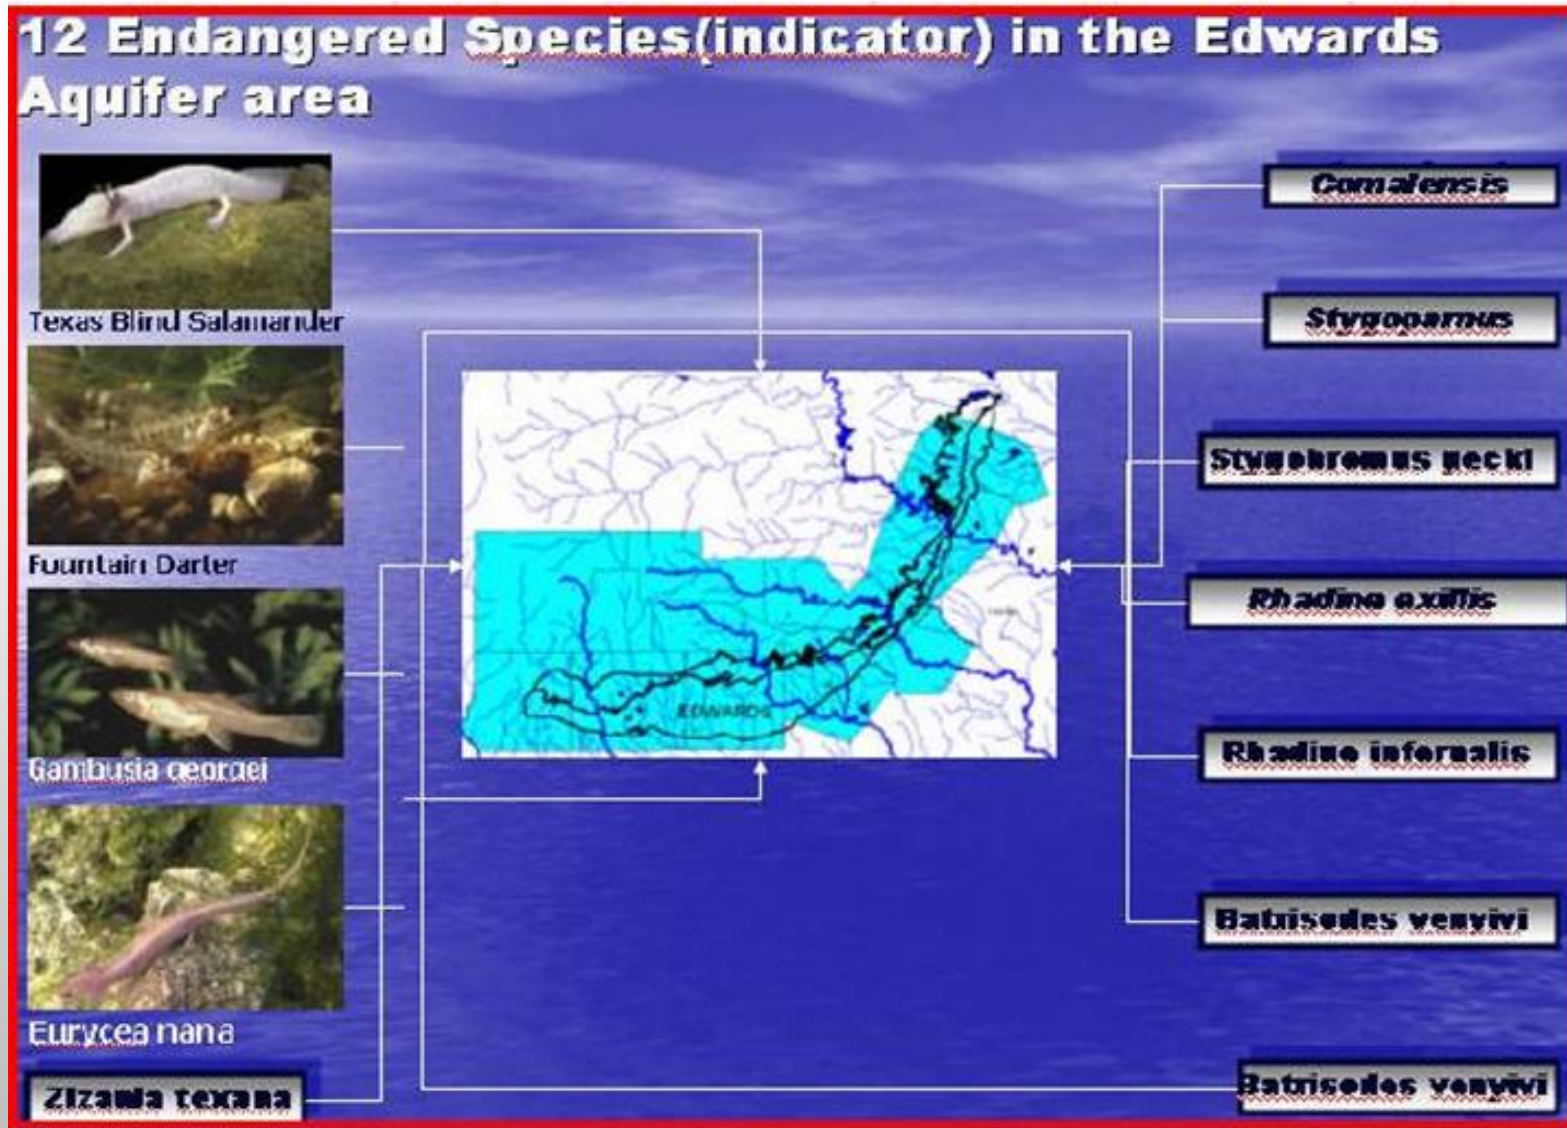 12 Endangered Species(indicator) in the Edwards
Aquifer area
Texas Blind Salamander
Fountain Darter
Gambusia georgei
Eurycea nana
Zizania texana
EDWARDS
Comalensis
Stygoparnus
Stygobromus pecki
Rhadine exillis
Rhadine infernalis
Batrisodes venyivi
Batrisodes venyivi